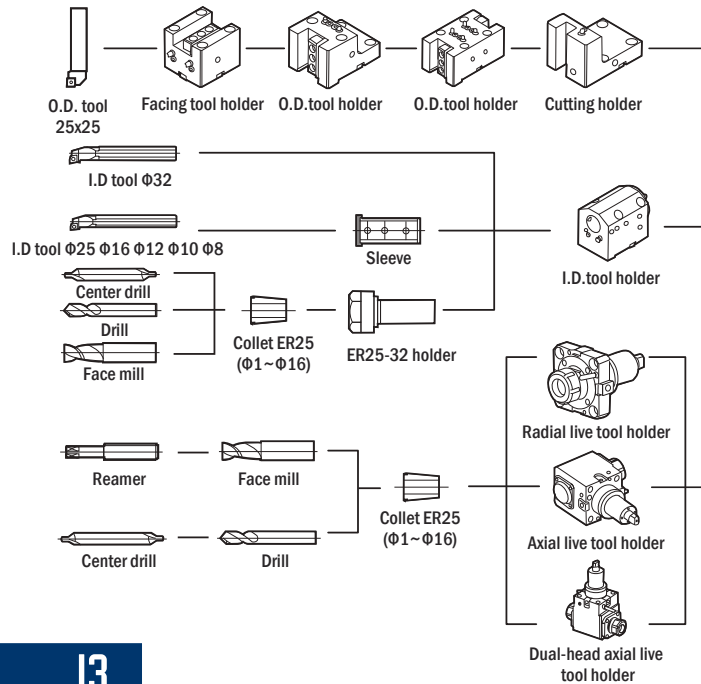 O.D. tool
25x25
Facing tool holder
O.D.tool holder
O.D.tool holder
Cutting holder
I.D tool Φ32
I.D tool Φ25 Φ16 Φ12 Φ10 Φ8
Sleeve
I.D.tool holder
Center drill
Drill
Face mill
Collet ER25
(Φ1~Φ16)
ER25-32 holder
Radial live tool holder
Reamer
Face mill
Collet ER25
(Φ1~Φ16)
Axial live tool holder
Center drill
Drill
Dual-head axial live
tool holder
13